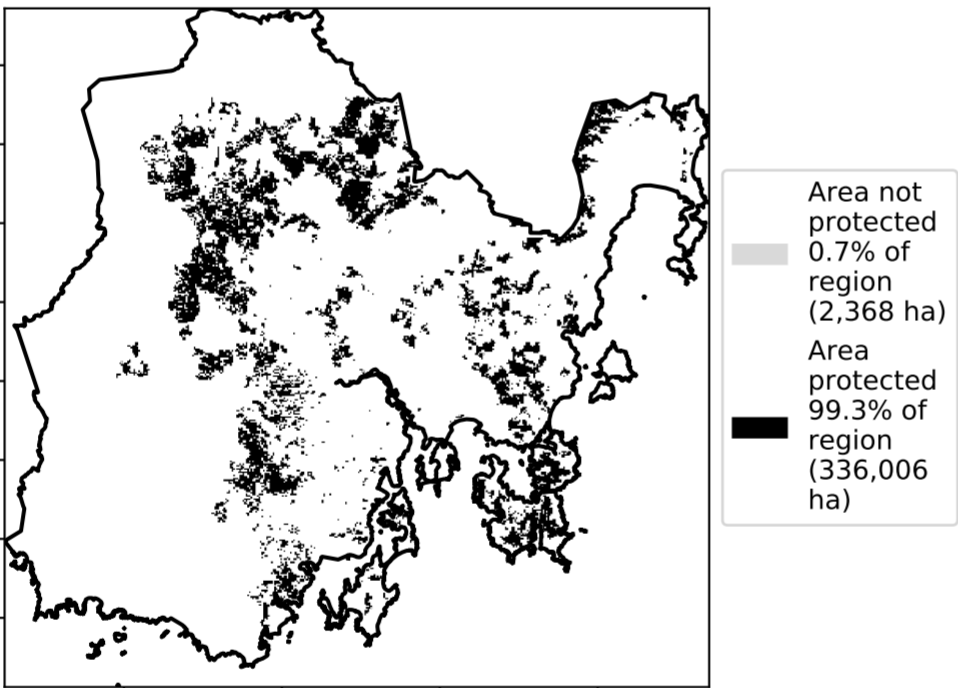 Area not
protected
0.7% of
region
(2,368 ha)
Area
protected
99.3% of
region
(336,006
ha)